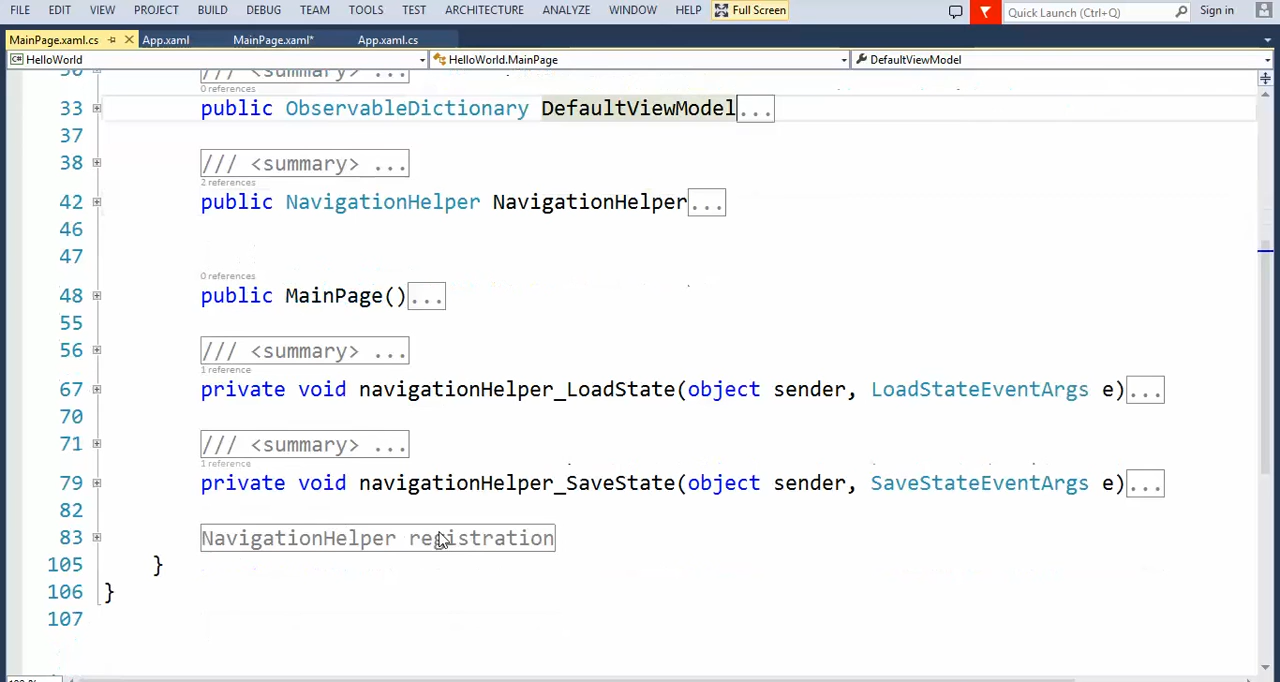 FILE EDIT VIEW PROJECT BUILD DEBUG TEAM TOOLS TEST ARCHITECTURE ANALYZE WINDOW HELP Full Screen Quick Launch (Ctrl+Q) Sign in
MainPage.xaml.cs App.xaml MainPage.xaml* App.xaml.cs
HelloWorld HelloWorld.MainPage DefaultViewModel
/// <summary> ...
0 references
33 public ObservableDictionary DefaultViewModel...
37
38 /// <summary> ...
2 references
42 public NavigationHelper NavigationHelper...
46
47
0 references
48 public MainPage()...
55
56 /// <summary> ...
1 reference
67 private void navigationHelper_LoadState(object sender, LoadStateEventArgs e)...
70
71 /// <summary> ...
1 reference
79 private void navigationHelper_SaveState(object sender, SaveStateEventArgs e)...
82
83 NavigationHelper registration
105 }
106 }
107